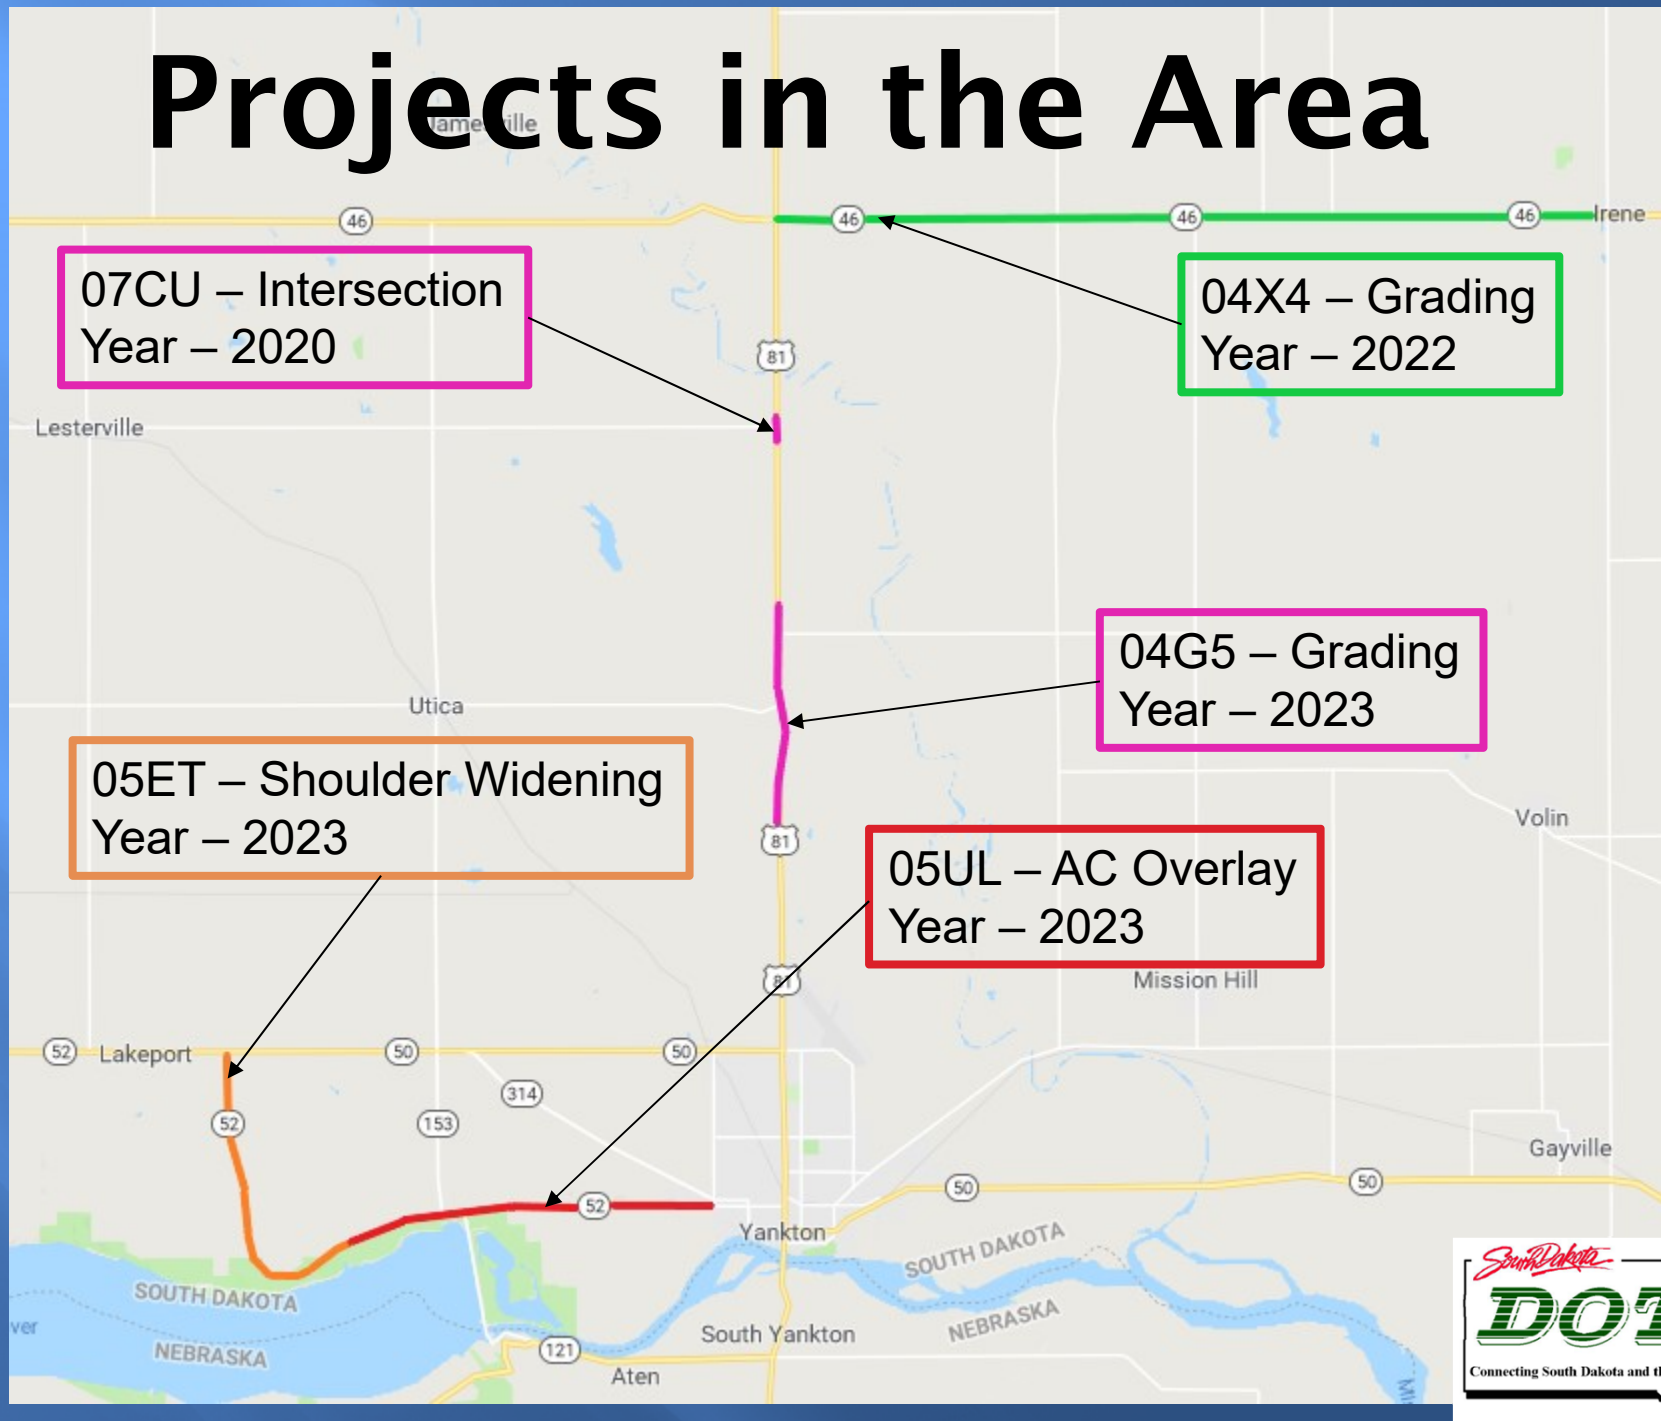 Projects in the Area
46
46
46
46
Irene
07CU – Intersection
Year – 2020
04X4 – Grading
Year – 2022
81
Lesterville
04G5 – Grading
Year – 2023
Utica
05ET – Shoulder Widening
Year – 2023
Volin
81
05UL – AC Overlay
Year – 2023
81
Mission Hill
52
Lakeport
50
50
314
52
153
Gayville
50
50
52
Yankton
SOUTH DAKOTA
NEBRASKA
SOUTH DAKOTA
NEBRASKA
South Yankton
121
Aten
South Dakota
DOT
Connecting South Dakota and